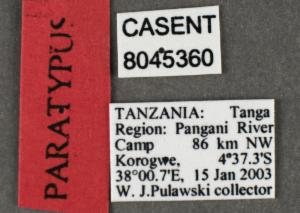 PARATYPUS
CASENT
8045360
TANZANIA: Tanga
Region: Pangani River
Camp 86 km NW
Korogwe, 4°37.3'S
38°00.7'E, 15 Jan 2003
W. J.Pulawski collector